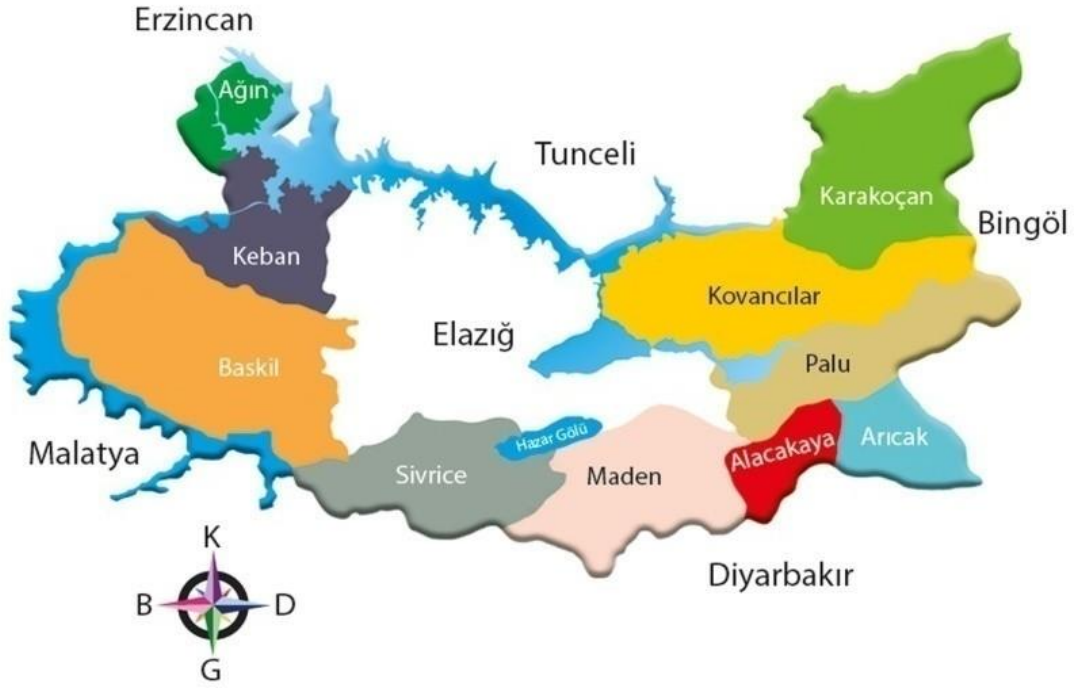 Erzincan
Ağın
Tunceli
Karakoçan
Bingöl
Keban
Kovancılar
Elazığ
Baskil
Palu
Malatya
Sivrice
Hazar Gölü
Maden
Alacakaya
Arıcak
Diyarbakır
K
B
D
G